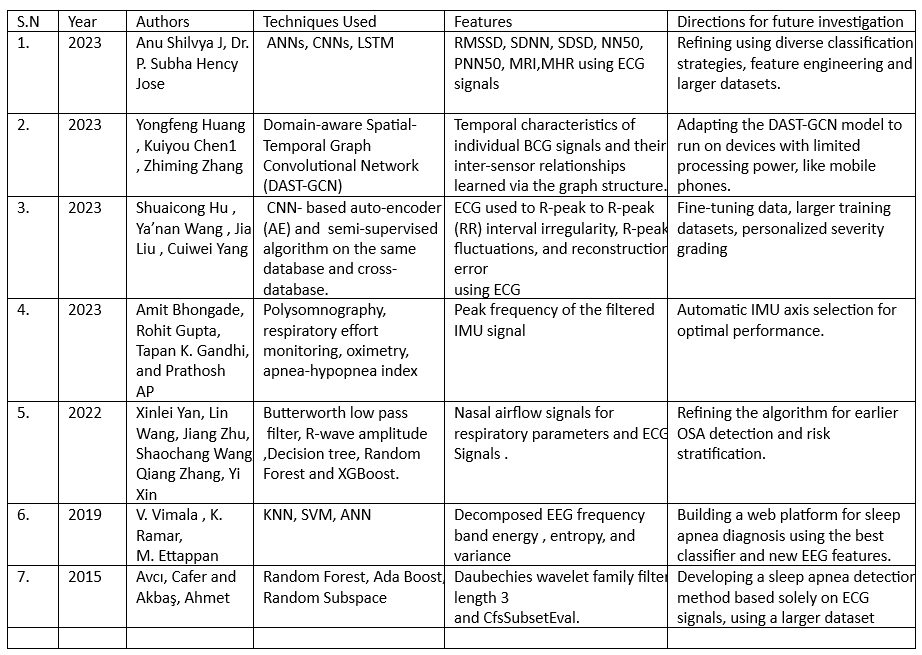 S.N Year Authors Techniques Used Features Directions for future investigation
1. 2023 Anu Shilvya J, Dr. ANNs, CNNs, LSTM RMSSD, SDNN, SDSD, NN50, Refining using diverse classification
P. Subha Hency PNN50, MRI,MHR using ECG strategies, feature engineering and
Jose signals larger datasets.
2. 2023 Yongfeng Huang Domain-aware Spatial- Temporal characteristics of Adapting the DAST-GCN model to
, Kuiyou Chen1 Temporal Graph individual BCG signals and their run on devices with limited
, Zhiming Zhang Convolutional Network inter-sensor relationships processing power, like mobile
(DAST-GCN) learned via the graph structure. phones.
3. 2023 Shuaicong Hu , CNN- based auto-encoder ECG used to R-peak to R-peak Fine-tuning data, larger training
Ya'nan Wang , Jia (AE) and semi-supervised (RR) interval irregularity, R-peak datasets, personalized severity
Liu , Cuiwei Yang algorithm on the same fluctuations, and reconstruction grading
database and cross- error
database. using ECG
4. 2023 Amit Bhongade, Polysomnography, Peak frequency of the filtered Automatic IMU axis selection for
Rohit Gupta, respiratory effort IMU signal optimal performance.
Tapan K. Gandhi, monitoring, oximetry,
and Prathosh apnea-hypopnea index
AP
5. 2022 Xinlei Yan, Lin Butterworth low pass Nasal airflow signals for Refining the algorithm for earlier
Wang, Jiang Zhu, filter, R-wave amplitude respiratory parameters and ECG OSA detection and risk
Shaochang Wang ,Decision tree, Random Signals . stratification.
Qiang Zhang, Yi Forest and XGBoost.
Xin
6. 2019 V. Vimala , K. KNN, SVM, ANN Decomposed EEG frequency Building a web platform for sleep
Ramar, band energy , entropy, and apnea diagnosis using the best
M. Ettappan variance classifier and new EEG features.
7. 2015 Avcı, Cafer and Random Forest, Ada Boost, Daubechies wavelet family filter Developing a sleep apnea detection
Akbaş, Ahmet Random Subspace length 3 method based solely on ECG
and CfsSubsetEval. signals, using a larger dataset